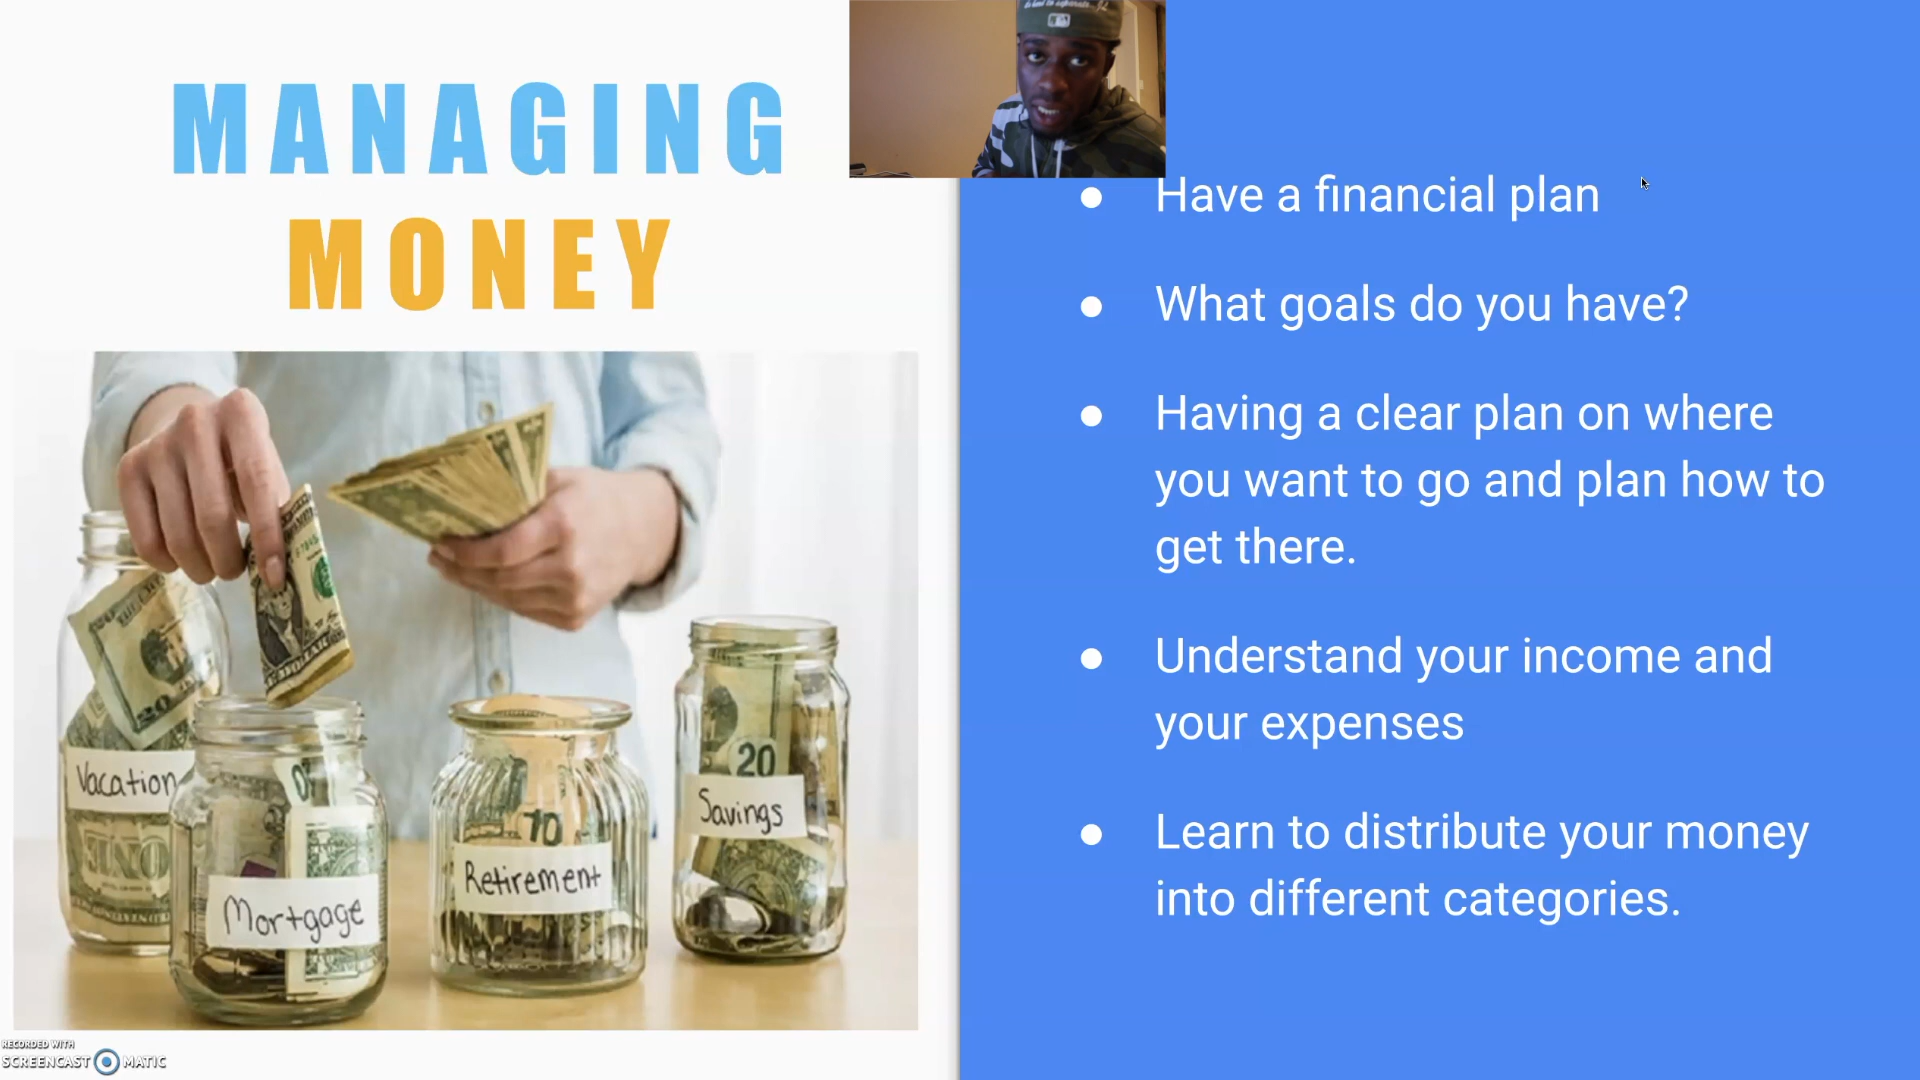 MANAGING
MONEY
Have a financial plan
What goals do you have?
Having a clear plan on where
you want to go and plan how to
get there.
Understand your income and
your expenses
Learn to distribute your money
into different categories.
Vacation
Mortgage
Retirement
Savings
20
20
10
RECORDED WITH
SCREENCAST MATIC